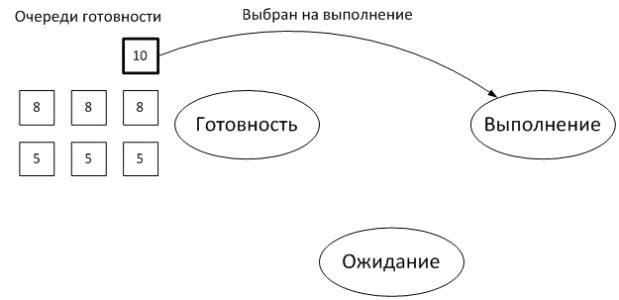 Очереди готовности
Выбран на выполнение
10
8 8 8
Готовность
Выполнение
5 5 5
Ожидание